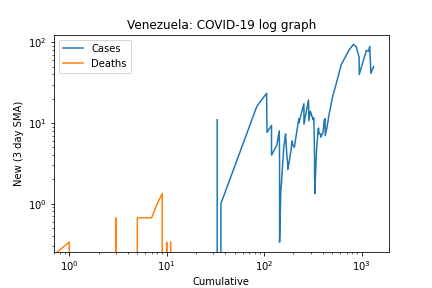 Venezuela: COVID-19 log graph
Cases
Deaths
New (3 day SMA)
10²
10¹
10⁰
10⁰ 10¹ 10² 10³
Cumulative